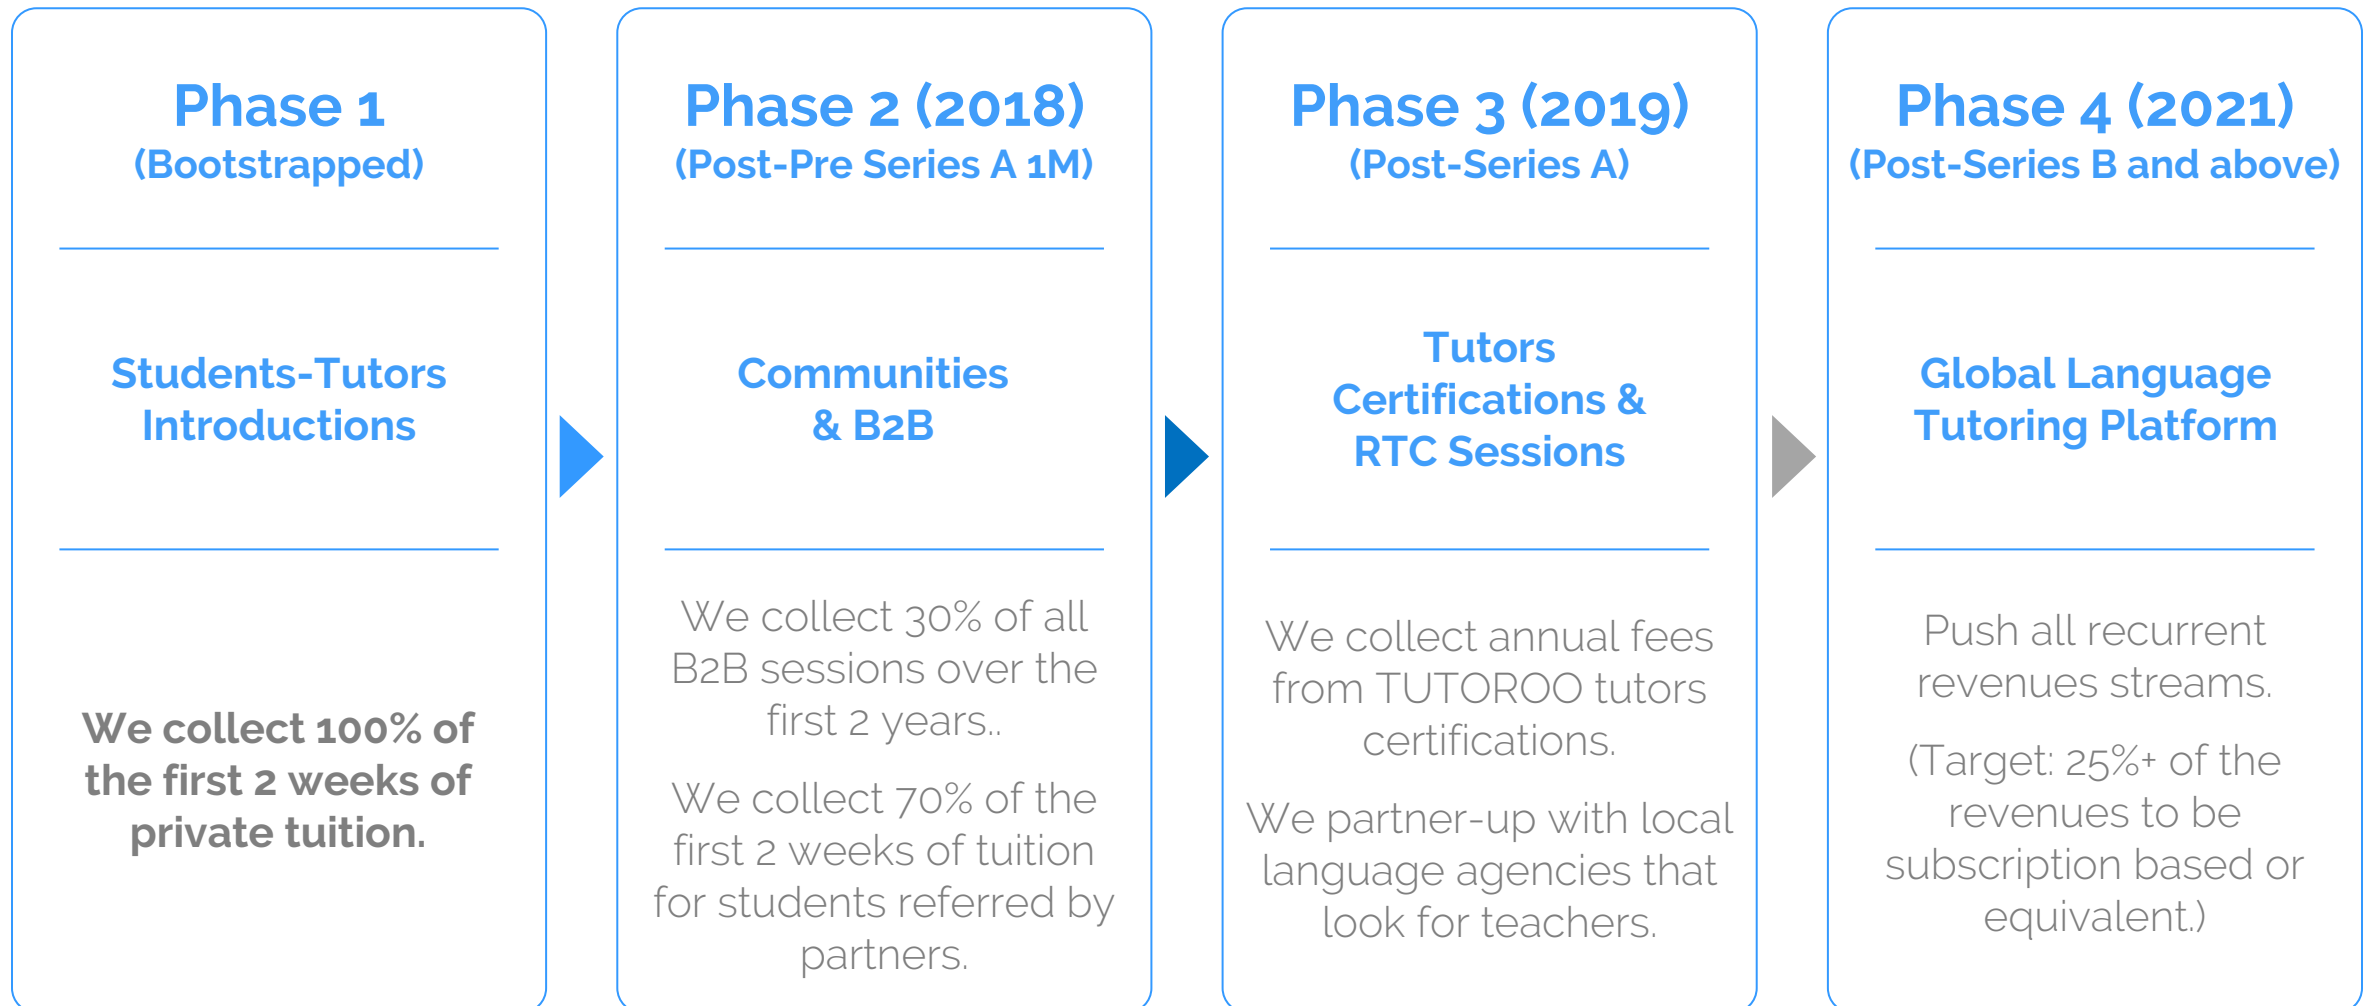 Phase 1
(Bootstrapped)
Students-Tutors
Introductions
We collect 100% of
the first 2 weeks of
private tuition.
Phase 2 (2018)
(Post-Pre Series A 1M)
Communities
& B2B
We collect 30% of all
B2B sessions over the
first 2 years..
We collect 70% of the
first 2 weeks of tuition
for students referred by
partners.
Phase 3 (2019)
(Post-Series A)
Tutors
Certifications &
RTC Sessions
We collect annual fees
from TUTOROO tutors
certifications.
We partner-up with local
language agencies that
look for teachers.
Phase 4 (2021)
(Post-Series B and above)
Global Language
Tutoring Platform
Push all recurrent
revenues streams.
(Target: 25%+ of the
revenues to be
subscription based or
equivalent.)